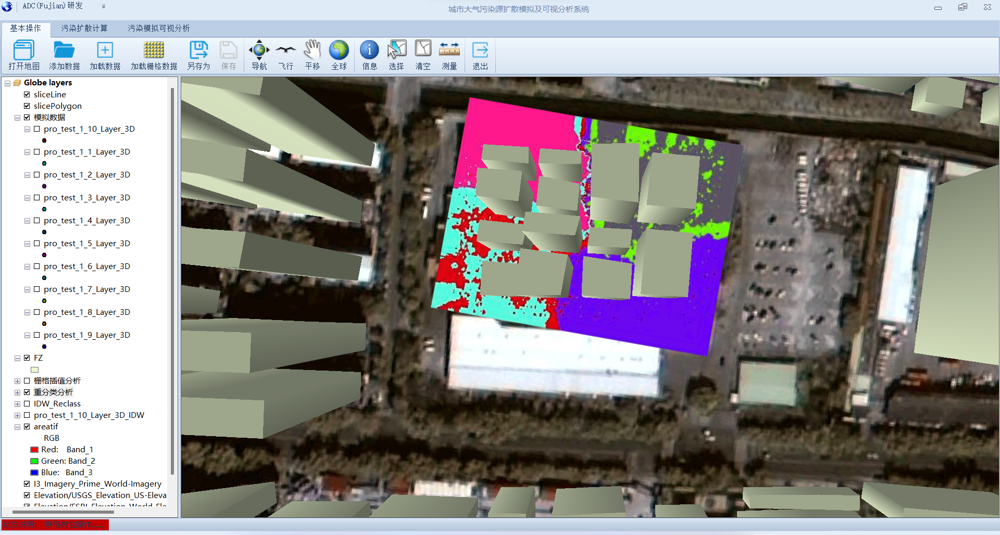 ADC(Fujian)研发
城市大气污染源扩散模拟及可视分析系统
基本操作 污染扩散计算 污染模拟可视分析
打开地图 添加数据 加载数据 加载栅格数据 另存为 保存 导航 飞行 平移 全球 信息 选择 清空 测量 退出
Globe layers
sliceLine
slicePolygon
模拟数据
pro_test_1_10_Layer_3D
pro_test_1_1_Layer_3D
pro_test_1_2_Layer_3D
pro_test_1_3_Layer_3D
pro_test_1_4_Layer_3D
pro_test_1_5_Layer_3D
pro_test_1_6_Layer_3D
pro_test_1_7_Layer_3D
pro_test_1_8_Layer_3D
pro_test_1_9_Layer_3D
FZ
栅格插值分析
重分类分析
IDW_Reclass
pro_test_1_10_Layer_3D_IDW
areatif
RGB
Red: Band_1
Green: Band_2
Blue: Band_3
I3_Imagery_Prime_World-Imagery
Elevation/USGS_Elevation_US-Eleva